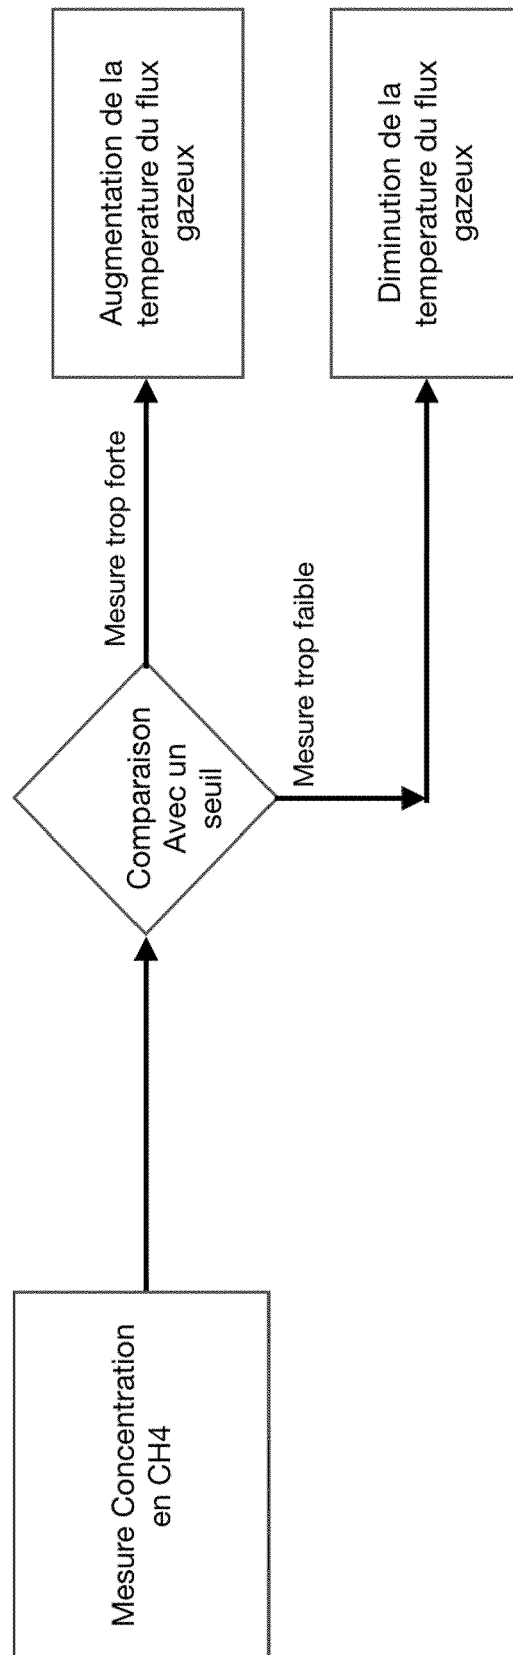 Mesure Concentration
en CH4
Comparaison
Avec un
seuil
Mesure trop forte
Augmentation de la
temperature du flux
gazeux
Mesure trop faible
Diminution de la
temperature du flux
gazeux